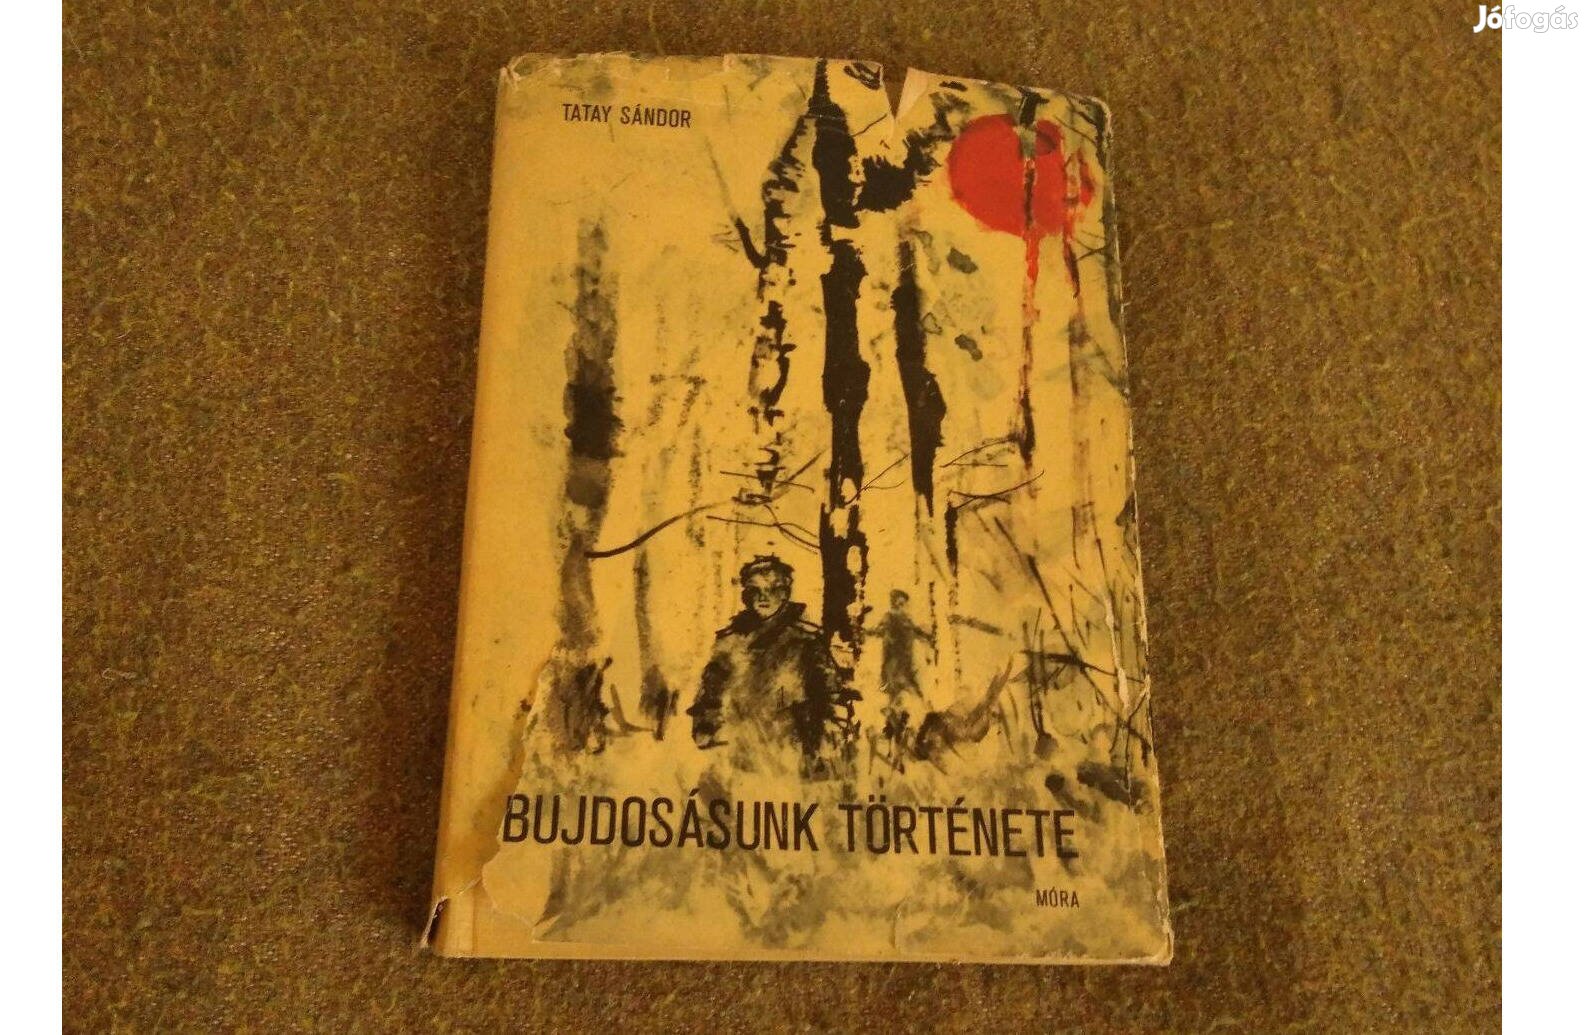 Jófogás
TATAY SÁNDOR
BUJDOSÁSUNK TÖRTÉNETE
MÓRA